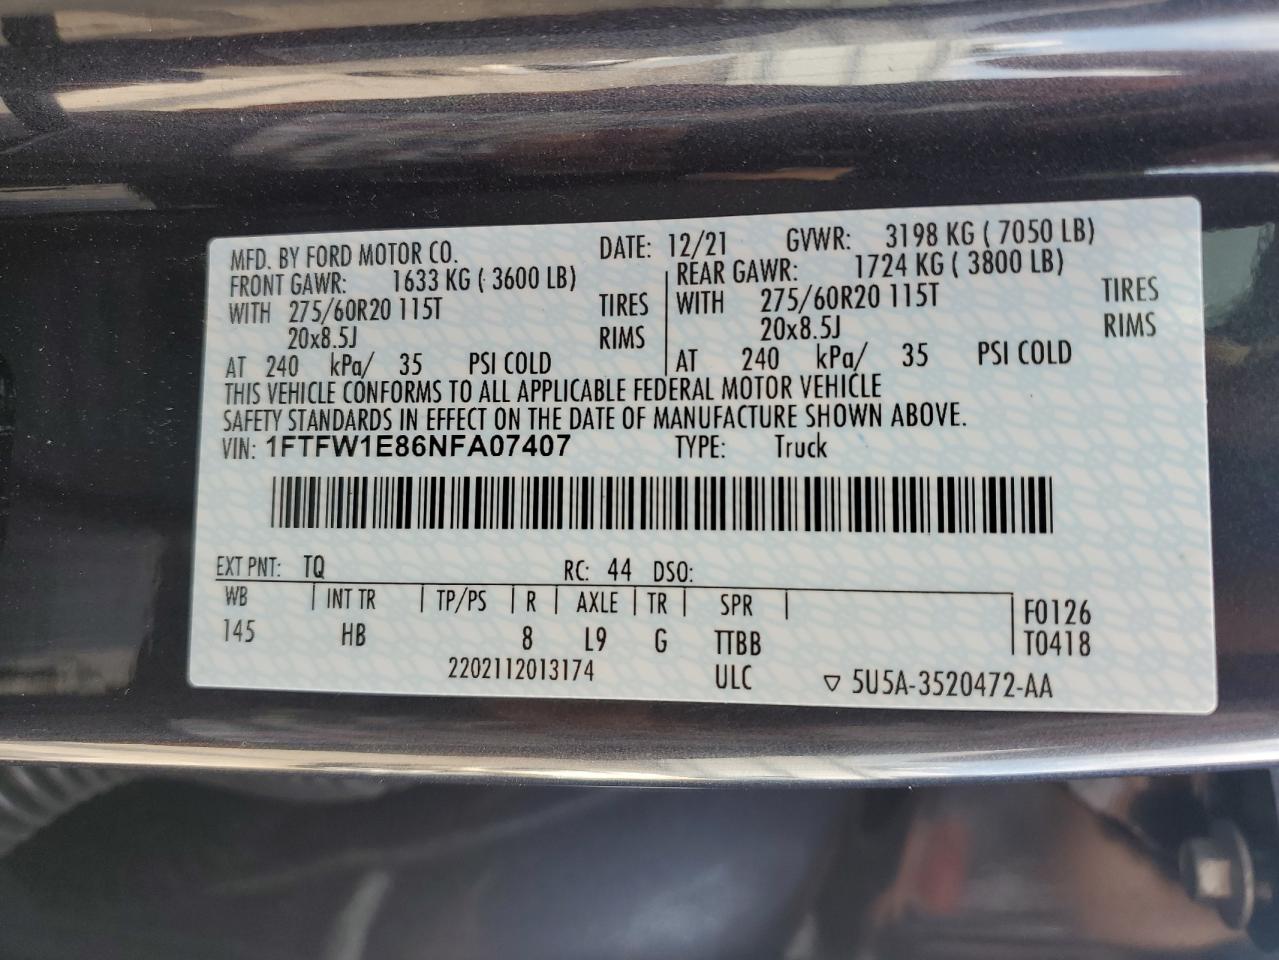 MFD. BY FORD MOTOR CO. DATE: 12/21 GVWR: 3198 KG ( 7050 LB)
FRONT GAWR: 1633 KG ( 3600 LB) REAR GAWR: 1724 KG ( 3800 LB)
WITH 275/60R20 115T TIRES WITH 275/60R20 115T TIRES
20x8.5J RIMS 20x8.5J RIMS
AT 240 kPa/ 35 PSI COLD AT 240 kPa/ 35 PSI COLD
THIS VEHICLE CONFORMS TO ALL APPLICABLE FEDERAL MOTOR VEHICLE
SAFETY STANDARDS IN EFFECT ON THE DATE OF MANUFACTURE SHOWN ABOVE.
VIN: 1FTFW1E86NFA07407 TYPE: Truck
EXT PNT: TQ RC: 44 DSO:
WB INT TR TP/PS R AXLE TR SPR F0126
145 HB 8 L9 G TTBB T0418
2202112013174 ULC ▽ 5U5A-3520472-AA